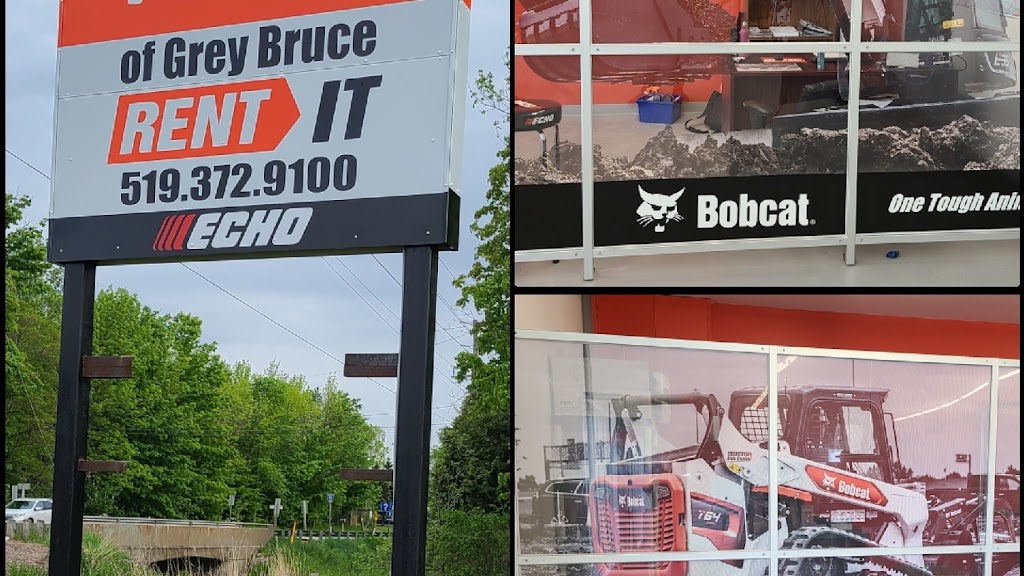 of Grey Bruce
RENT IT
519.372.9100
ECHO
ECHO
Bobcat
One Tough Ani
Bobcat
T64
Bobcat